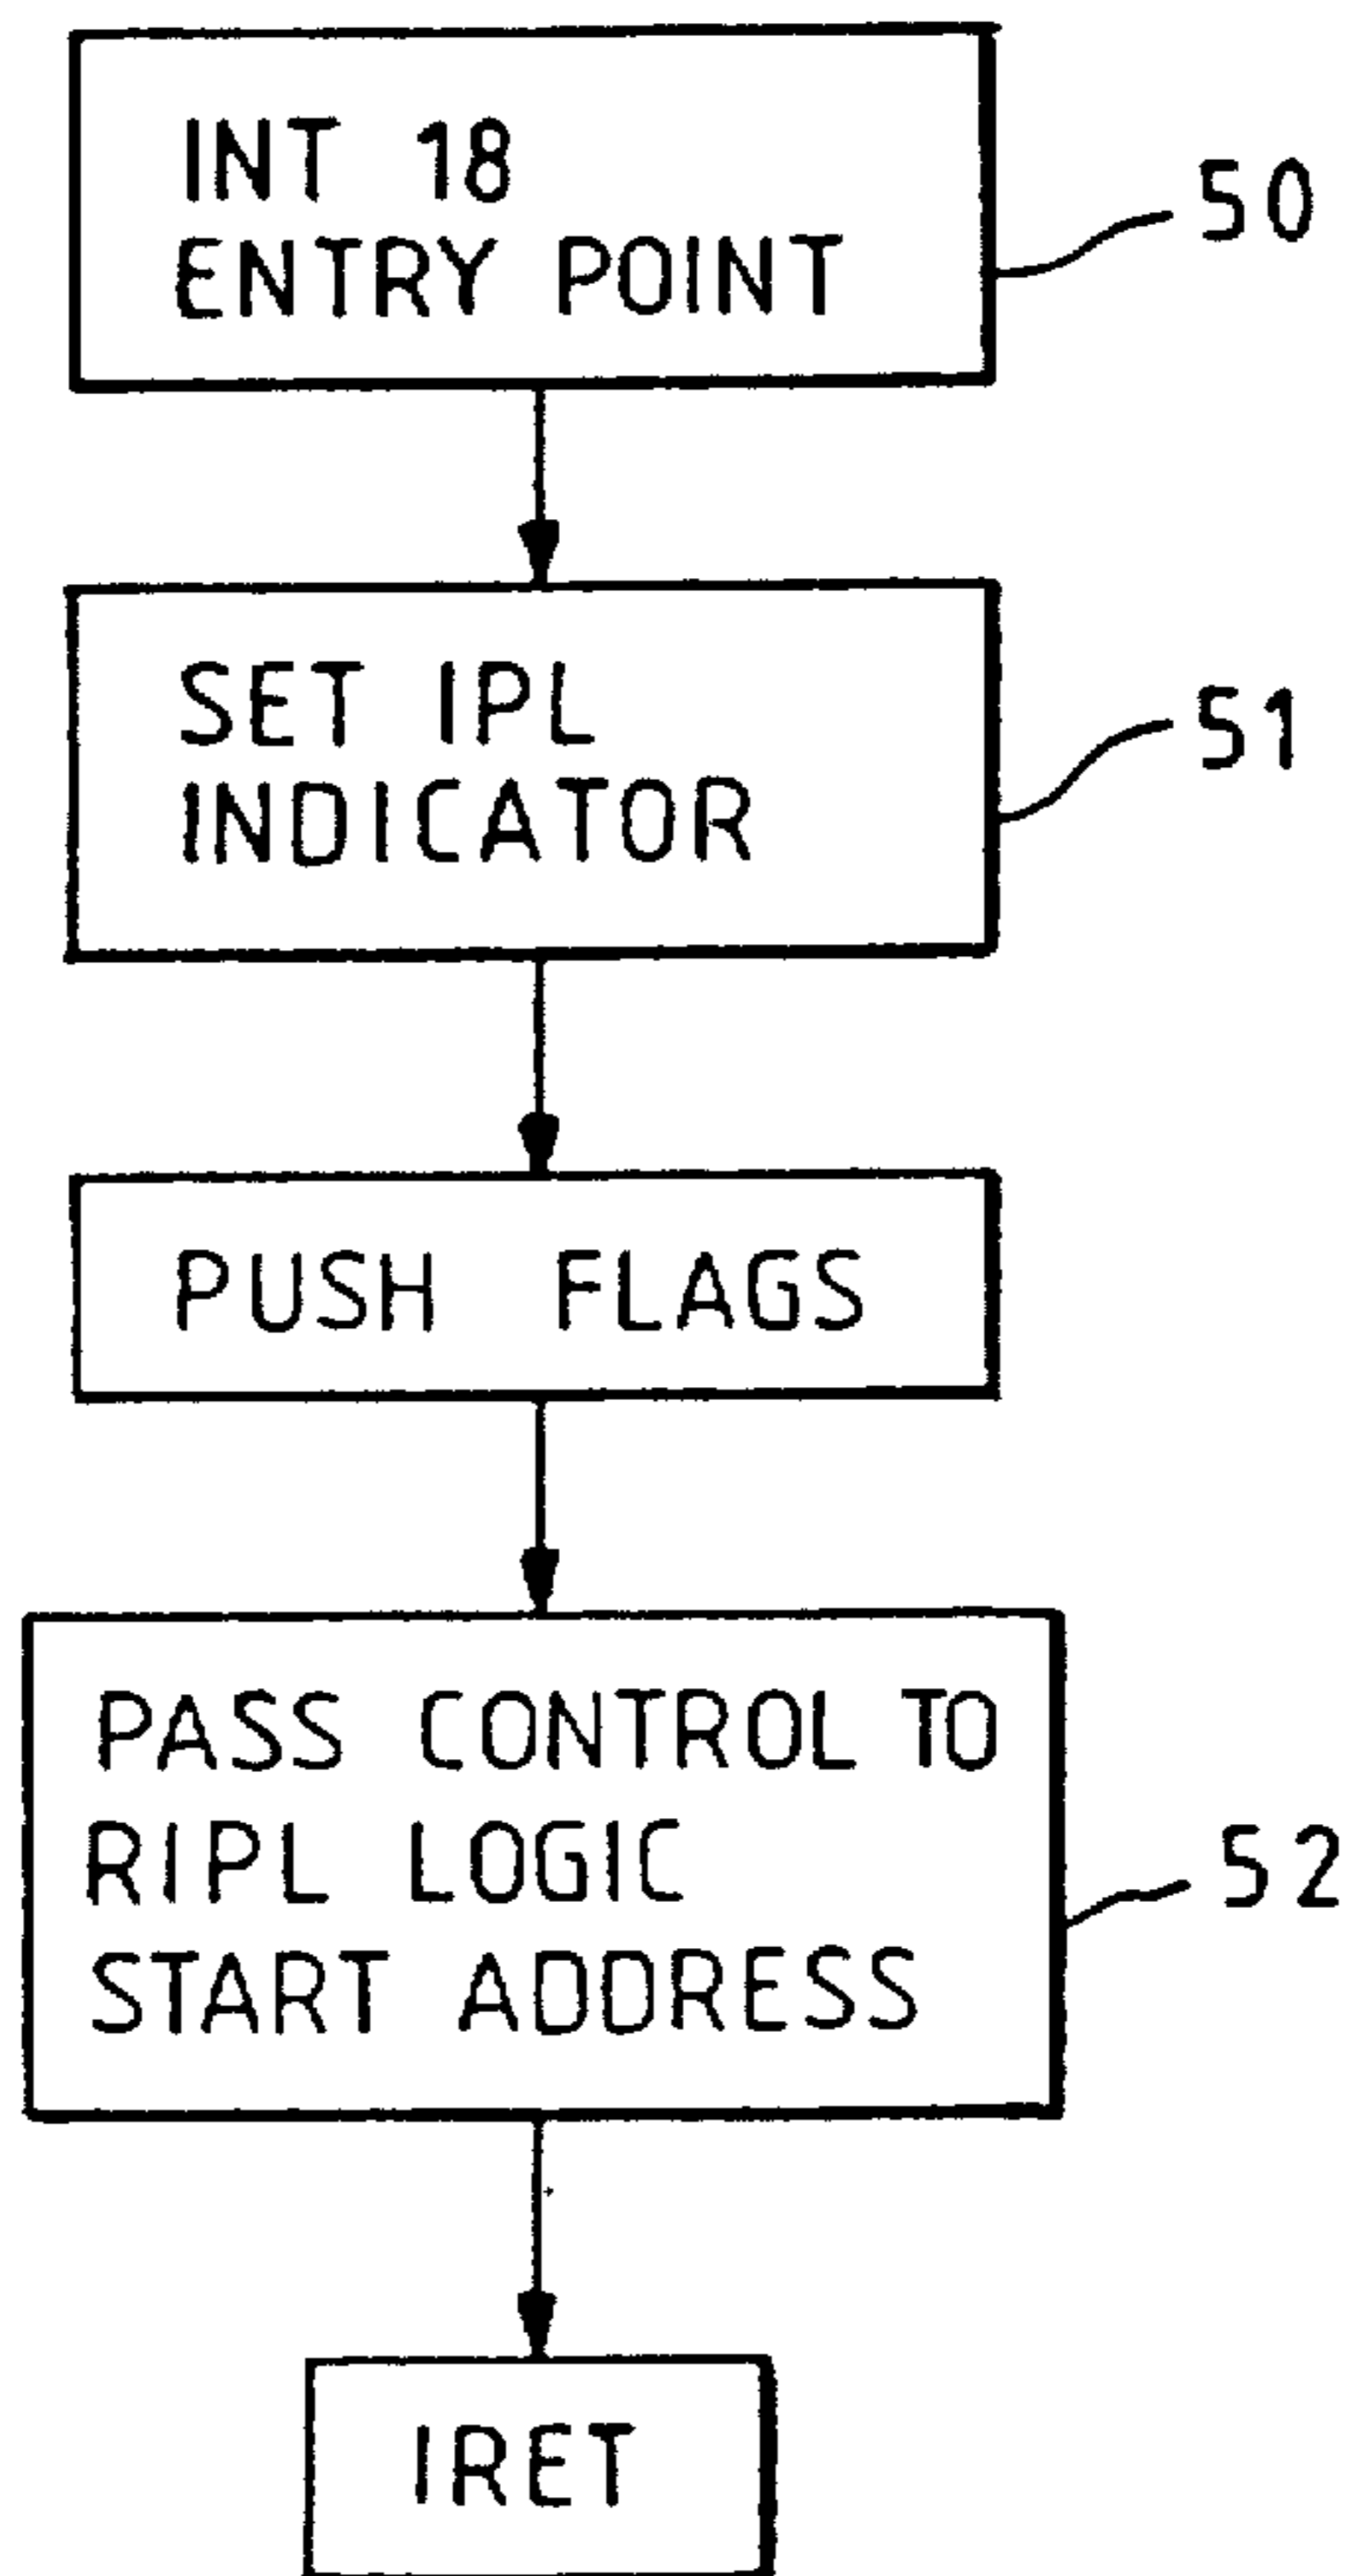 INT 18
ENTRY POINT
50
SET IPL
INDICATOR
51
PUSH FLAGS
PASS CONTROL TO
RIPL LOGIC
START ADDRESS
52
IRET